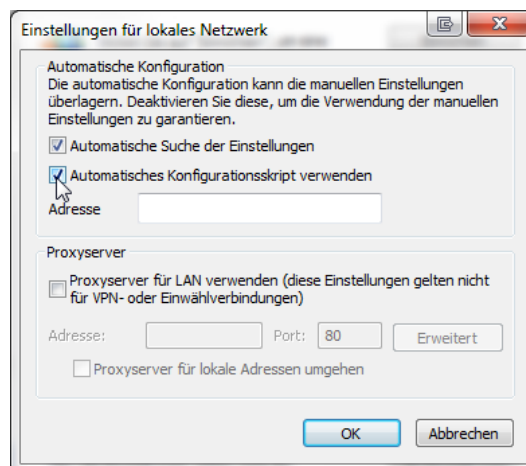 Einstellungen für lokales Netzwerk
Automatische Konfiguration
Die automatische Konfiguration kann die manuellen Einstellungen
überlagern. Deaktivieren Sie diese, um die Verwendung der manuellen
Einstellungen zu garantieren.
Automatische Suche der Einstellungen
Automatisches Konfigurationsskript verwenden
Adresse
Proxyserver
Proxyserver für LAN verwenden (diese Einstellungen gelten nicht
für VPN- oder Einwählverbindungen)
Adresse: Port: 80 Erweitert
Proxyserver für lokale Adressen umgehen
OK Abbrechen